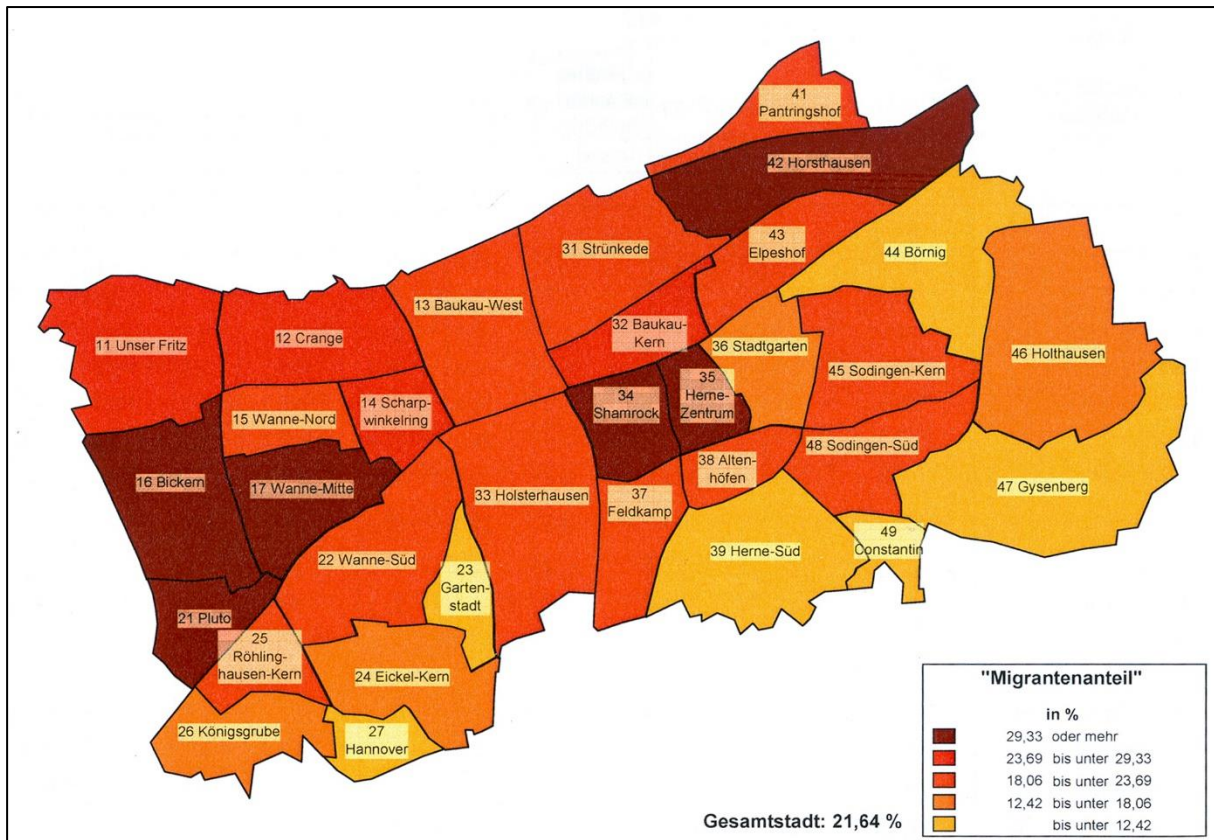 41
Pantringshof
42 Horsthausen
43
Elpeshof
31 Strünkede
44 Börnig
13 Baukau-West
32 Baukau-
Kern
12 Crange
11 Unser Fritz
36 Stadtgarten
46 Holthausen
45 Sodingen-Kern
35
Herne-
Zentrum
34
Shamrock
14 Scharp-
winkelring
15 Wanne-Nord
48 Sodingen-Süd
38 Alten-
höfen
16 Bickern
17 Wanne-Mitte
33 Holsterhausen
37
Feldkamp
47 Gysenberg
49
Constantin
39 Herne-Süd
22 Wanne-Süd
23
Garten-
stadt
21 Pluto
25
Röhling-
hausen-Kern
24 Eickel-Kern
26 Königsgrube
27
Hannover
"Migrantenanteil"
in %
29,33 oder mehr
23,69 bis unter 29,33
18,06 bis unter 23,69
12,42 bis unter 18,06
bis unter 12,42
Gesamtstadt: 21,64 %